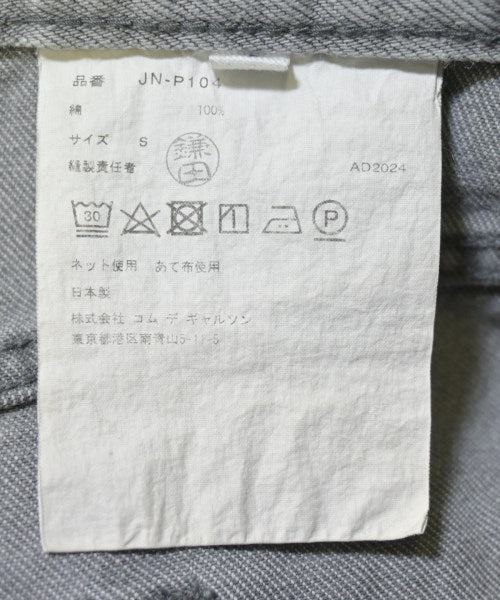 品番 JN-P104
綿 100%
サイズ S
縫製責任者 鎌田 AD2024
30 P
ネット使用 あて布使用
日本製
株式会社 コム デ ギャルソン
東京都港区南青山5-11-5